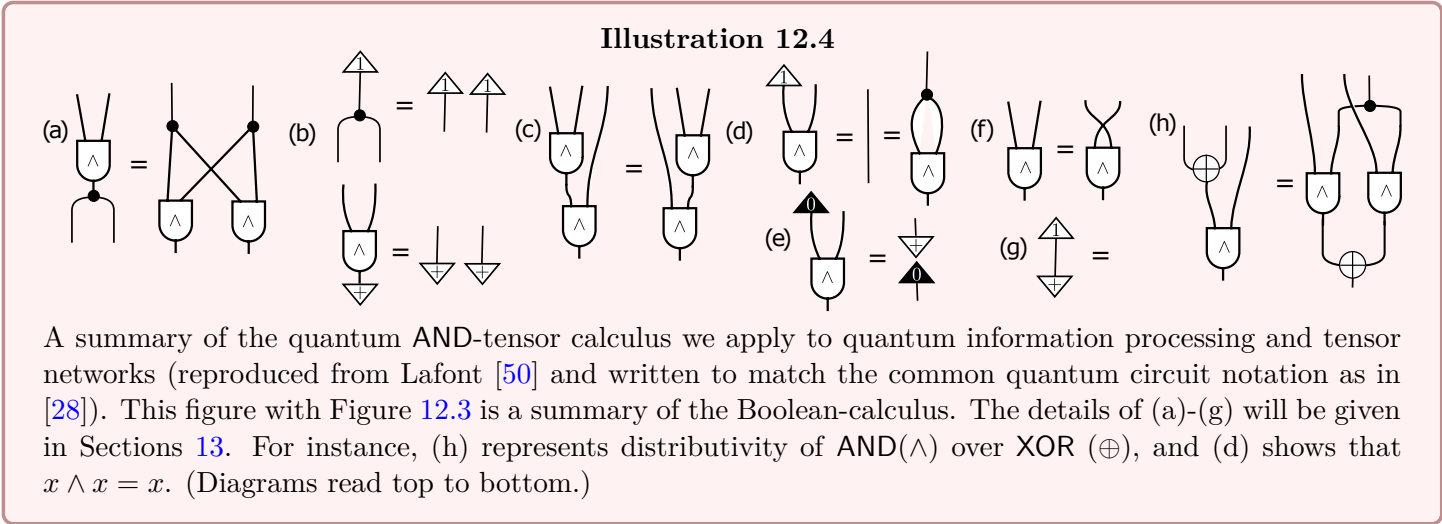 Illustration 12.4
(a) ∧ = ∧ ∧ (b) 1 = 1 1 (c) ∧ ∧ = ∧ ∧ (d) 1 ∧ = = ∧ (f) ∧ = ∧ (h) ⊕ ∧ = ∧ ∧ ⊕
∧ + = + + (e) 0 ∧ = + 0 (g) 1 + =
A summary of the quantum AND-tensor calculus we apply to quantum information processing and tensor
networks (reproduced from Lafont [50] and written to match the common quantum circuit notation as in
[28]). This figure with Figure 12.3 is a summary of the Boolean-calculus. The details of (a)-(g) will be given
in Sections 13. For instance, (h) represents distributivity of AND(∧) over XOR (⊕), and (d) shows that
x ∧ x = x. (Diagrams read top to bottom.)